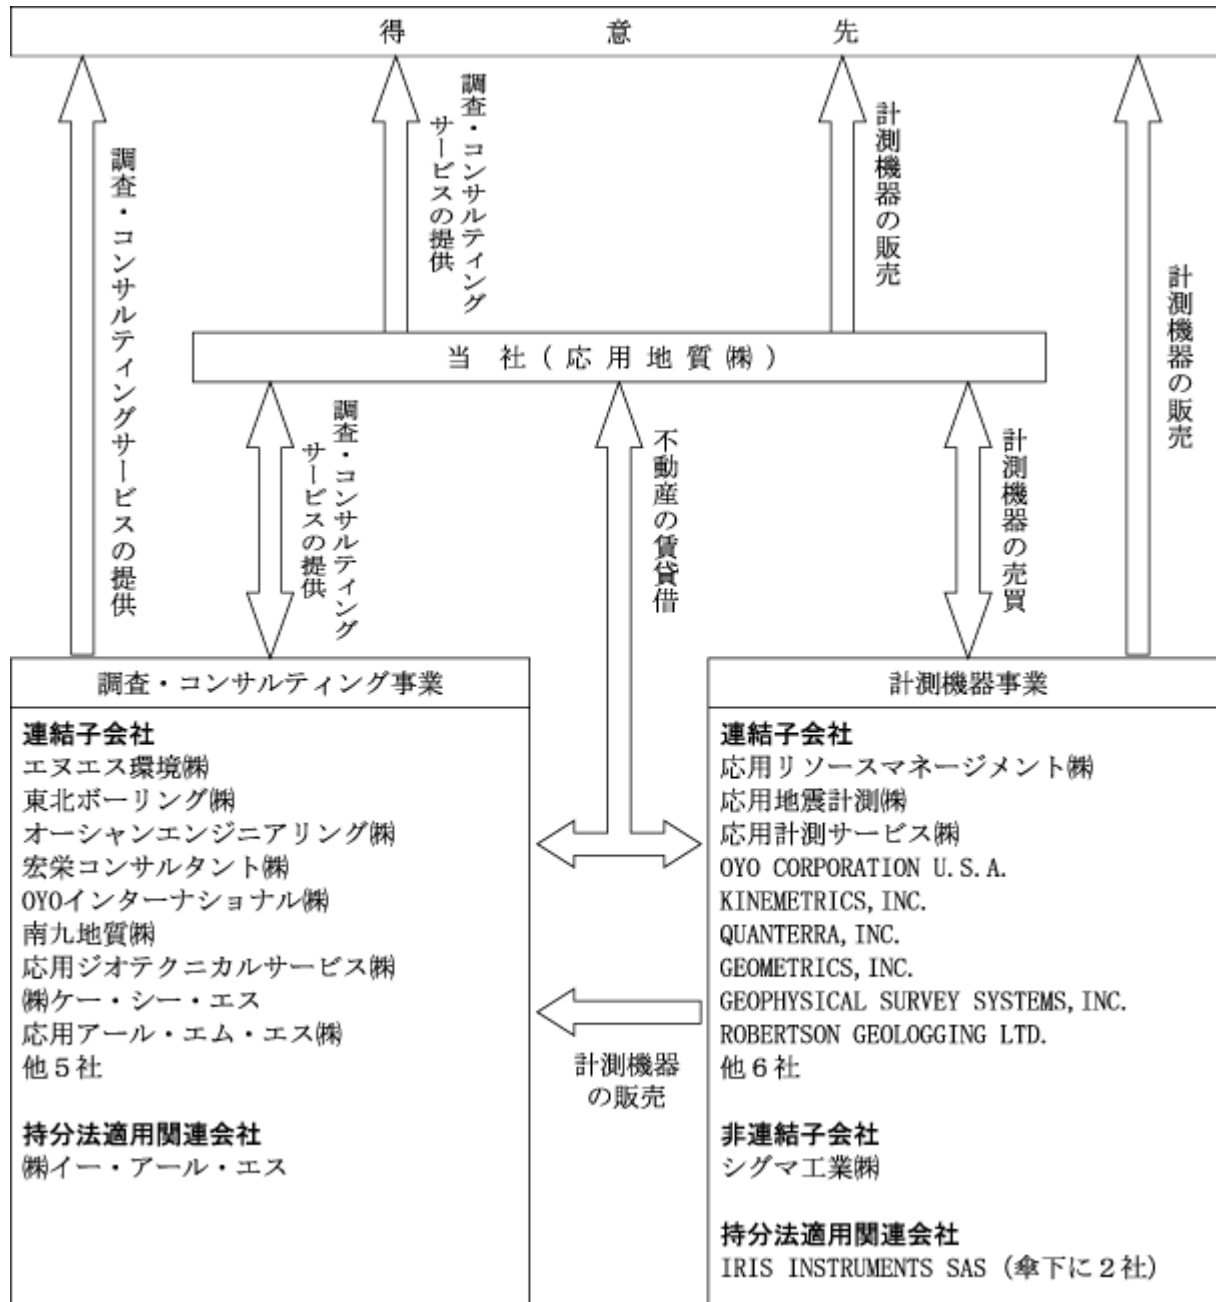 得意先
調査・コンサルティングサービスの提供
調査・コンサルティング
サービスの提供
計測機器の販売
計測機器の販売
当社(応用地質㈱)
調査・コンサルティング
サービスの提供
不動産の賃貸借
計測機器の売買
調査・コンサルティング事業
連結子会社
エヌエス環境㈱
東北ボーリング㈱
オーシャンエンジニアリング㈱
宏栄コンサルタント㈱
OYOインターナショナル㈱
南九地質㈱
応用ジオテクニカルサービス㈱
㈱ケー・シー・エス
応用アール・エム・エス㈱
他5社
持分法適用関連会社
㈱イー・アール・エス
計測機器
の販売
計測機器事業
連結子会社
応用リソースマネージメント㈱
応用地震計測㈱
応用計測サービス㈱
OYO CORPORATION U.S.A.
KINEMETRICS,INC.
QUANTERRA,INC.
GEOMETRICS,INC.
GEOPHYSICAL SURVEY SYSTEMS,INC.
ROBERTSON GEOLOGGING LTD.
他6社
非連結子会社
シグマ工業㈱
持分法適用関連会社
IRIS INSTRUMENTS SAS (傘下に2社)